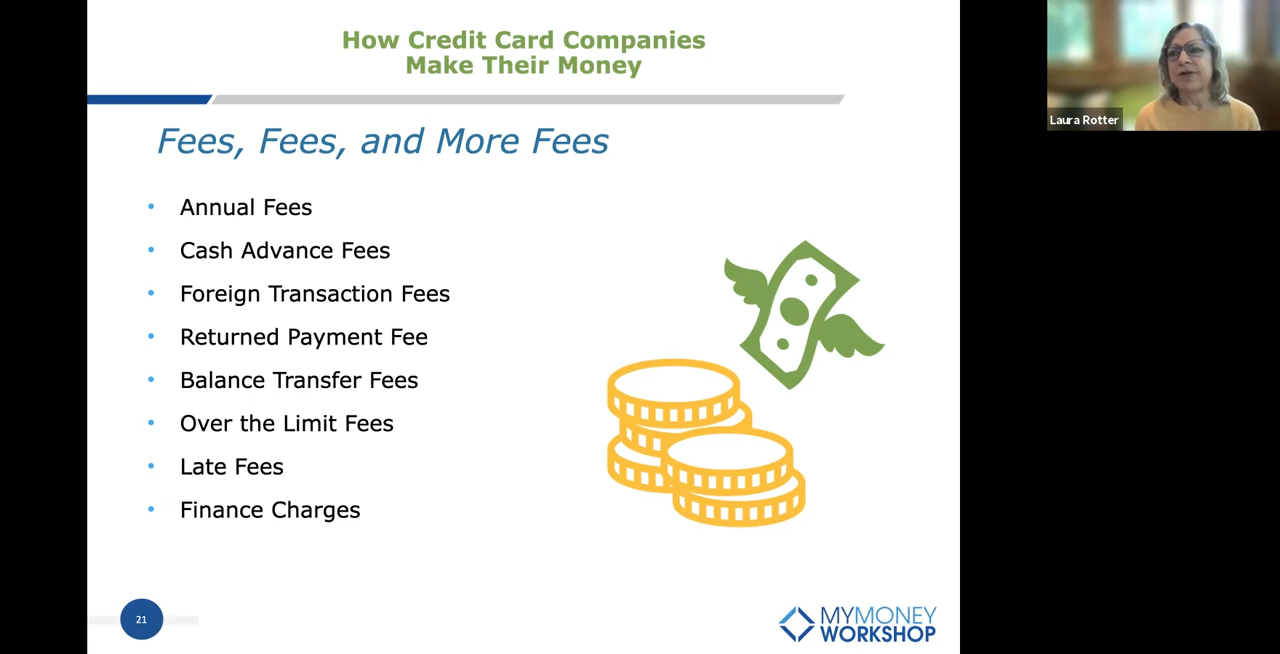 How Credit Card Companies
Make Their Money
Fees, Fees, and More Fees
• Annual Fees
• Cash Advance Fees
• Foreign Transaction Fees
• Returned Payment Fee
• Balance Transfer Fees
• Over the Limit Fees
• Late Fees
• Finance Charges
21
MYMONEY
WORKSHOP
Laura Rotter